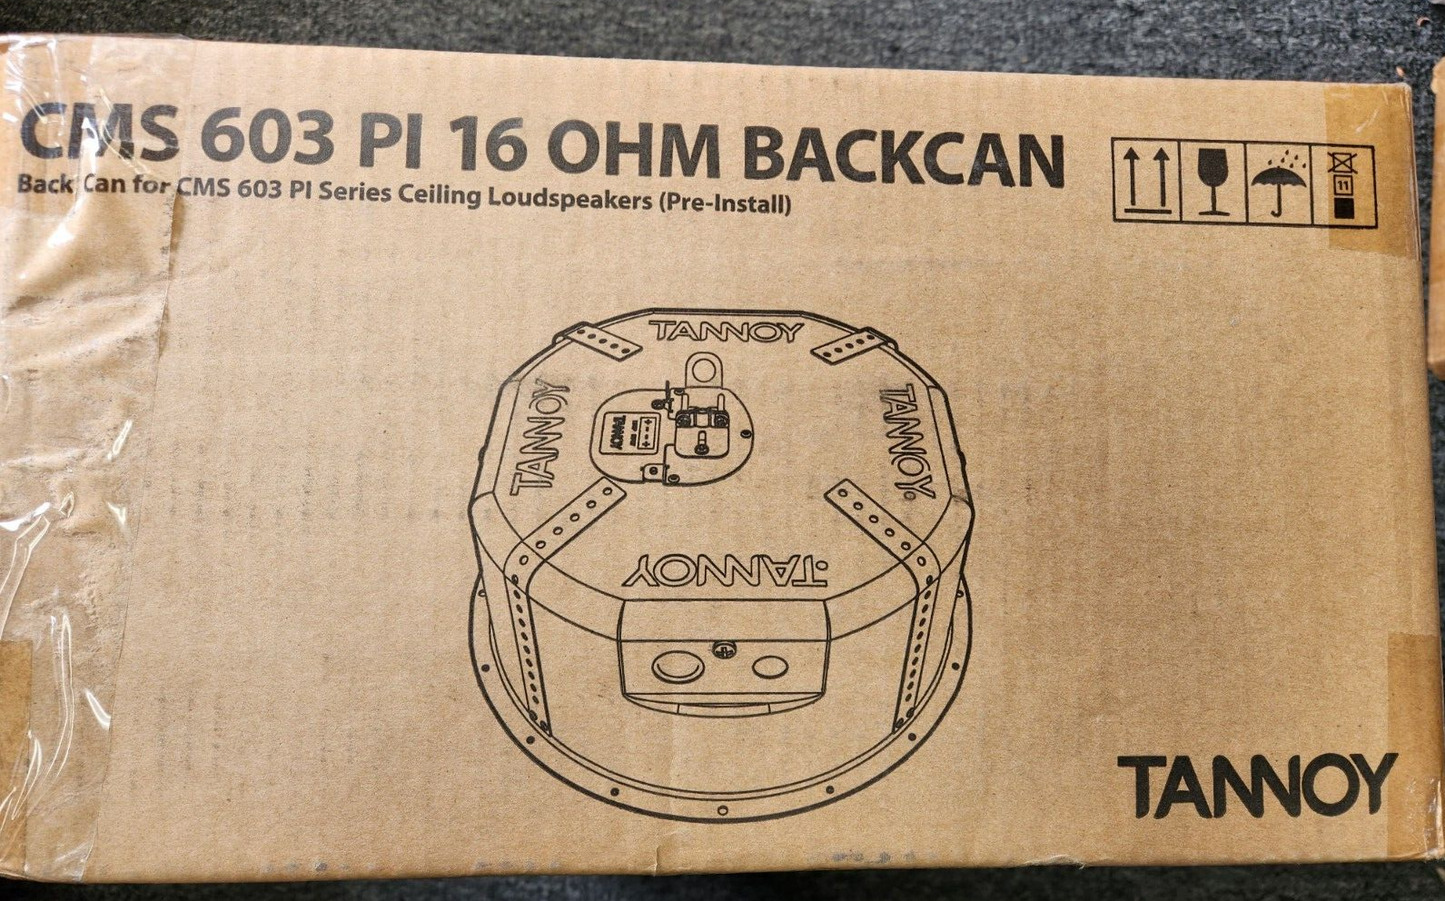 CMS 603 PI 16 OHM BACKCAN
Back Can for CMS 603 PI Series Ceiling Loudspeakers (Pre-Install)
TANNOY
TANNOY
TANNOY
TANNOY
TANNOY
TANNOY